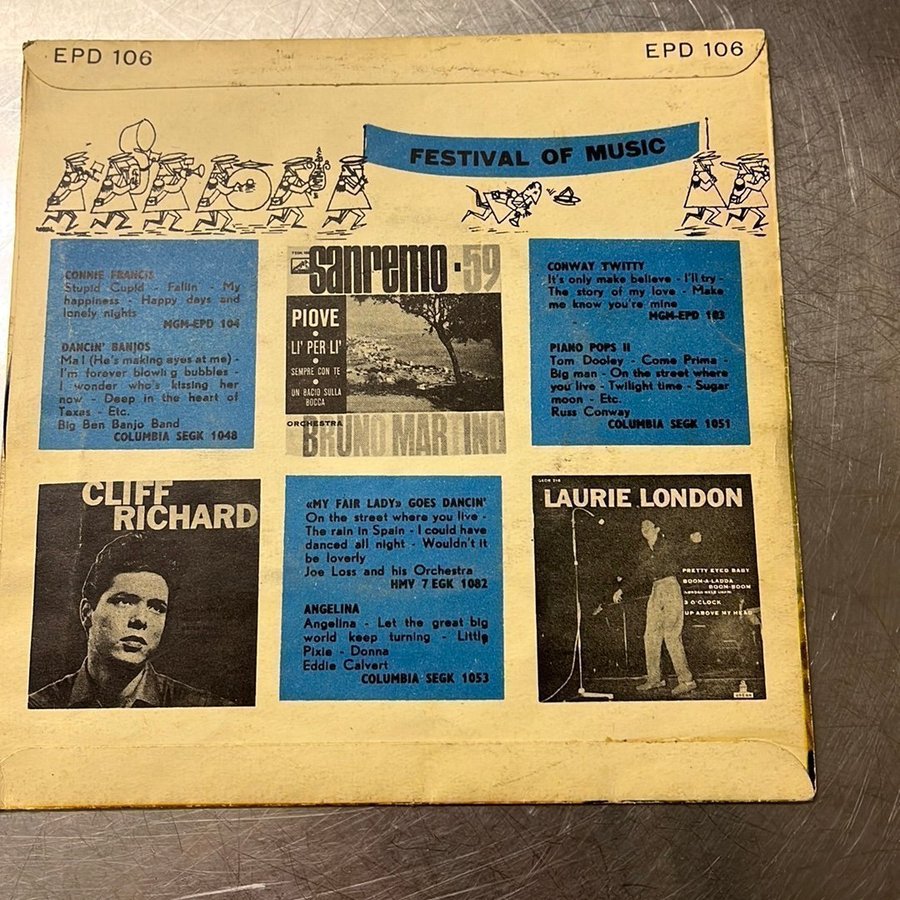 EPD 106
EPD 106
FESTIVAL OF MUSIC
CONNIE FRANCIS
Stupid Cupid - Fallin - My
happiness - Happy days and
lonely nights
MGM-EPD 104
DANCIN' BANJOS
Ma! (He's making eyes at me) -
I'm forever blowing bubbles -
I wonder who's kissing her
now - Deep in the heart of
Texas - Etc.
Big Ben Banjo Band
COLUMBIA SEGK 1048
sanremo·59
PIOVE
LI' PER LI'
SEMPRE CON TE
UN BACIO SULLA
BOCCA
ORCHESTRA
BRUNO MARTINO
CONWAY TWITTY
It's only make believe - I'll try -
The story of my love - Make
me know you're mine
MGM-EPD 103
PIANO POPS II
Tom Dooley - Come Prima -
Big man - On the street where
you live - Twilight time - Sugar
moon - Etc.
Russ Conway
COLUMBIA SEGK 1051
CLIFF
RICHARD
«MY FAIR LADY» GOES DANCIN'
On the street where you live -
The rain in Spain - I could have
danced all night - Wouldn't it
be loverly
Joe Loss and his Orchestra
HMV 7 EGK 1082
ANGELINA
Angelina - Let the great big
world keep turning - Little
Pixie - Donna
Eddie Calvert
COLUMBIA SEGK 1053
LAURIE LONDON
PRETTY EYED BABY
BOOM-A-LADDA
BOOM-BOOM
3 O'CLOCK
UP ABOVE MY HEAD